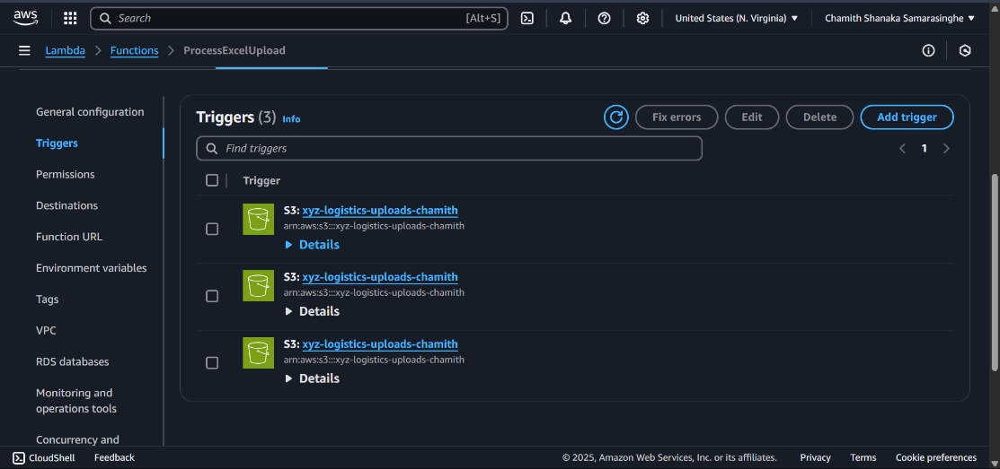 aws
Search
[Alt+S]
United States (N. Virginia)
Chamith Shanaka Samarasinghe
Lambda
Functions
ProcessExcelUpload
General configuration
Triggers
Permissions
Destinations
Function URL
Environment variables
Tags
VPC
RDS databases
Monitoring and
operations tools
Concurrency and
Triggers (3) Info
Fix errors
Edit
Delete
Add trigger
Find triggers
1
Trigger
S3: xyz-logistics-uploads-chamith
arn:aws:s3:::xyz-logistics-uploads-chamith
Details
S3: xyz-logistics-uploads-chamith
arn:aws:s3:::xyz-logistics-uploads-chamith
Details
S3: xyz-logistics-uploads-chamith
arn:aws:s3:::xyz-logistics-uploads-chamith
Details
CloudShell
Feedback
© 2025, Amazon Web Services, Inc. or its affiliates.
Privacy
Terms
Cookie preferences